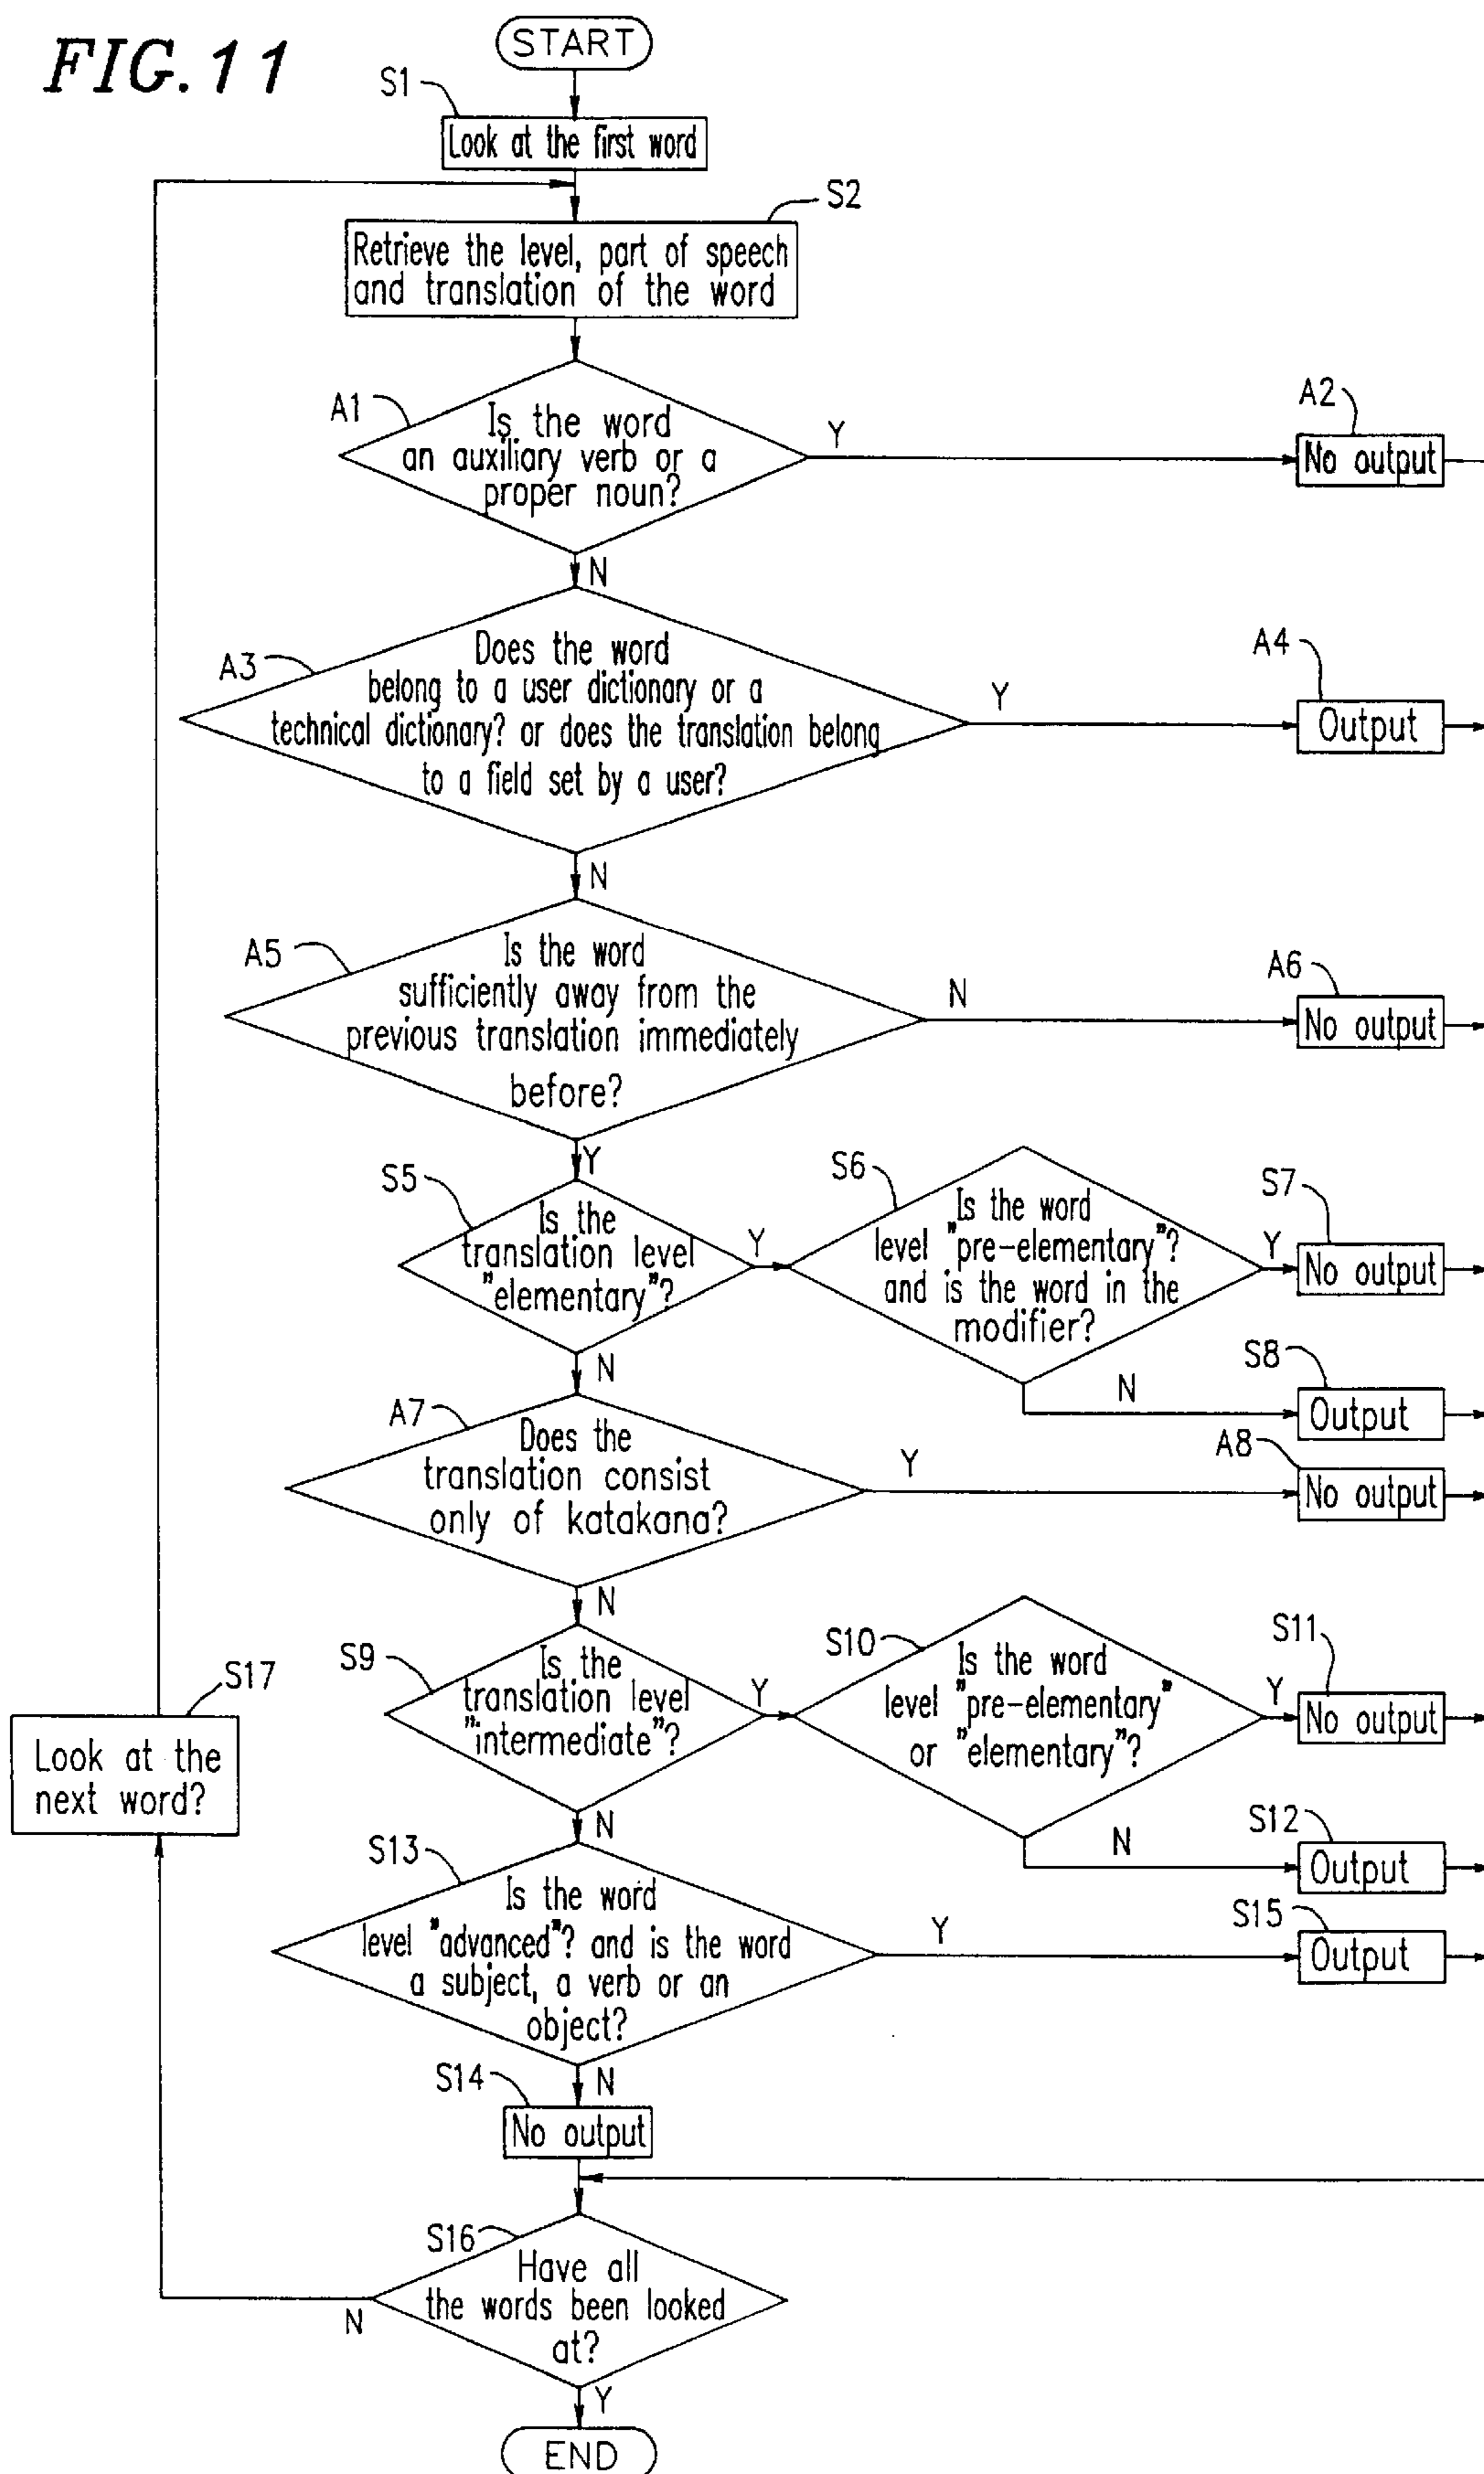 FIG. 11
START
S1
Look at the first word
S2
Retrieve the level, part of speech
and translation of the word
A1
Is the word
an auxiliary verb or a
proper noun?
Y
A2
No output
N
A3
Does the word
belong to a user dictionary or a
technical dictionary? or does the translation belong
to a field set by a user?
Y
A4
Output
N
A5
Is the word
sufficiently away from the
previous translation immediately
before?
N
A6
No output
Y
S5
Is the
translation level
"elementary"?
Y
S6
Is the word
level "pre-elementary"?
and is the word in the
modifier?
Y
S7
No output
N
S8
Output
N
A7
Does the
translation consist
only of katakana?
Y
A8
No output
N
S9
Is the
translation level
"intermediate"?
Y
S10
Is the word
level "pre-elementary"
or "elementary"?
Y
S11
No output
N
S12
Output
N
S13
Is the word
level "advanced"? and is the word
a subject, a verb or an
object?
Y
S15
Output
N
S14
No output
S16
Have all
the words been looked
at?
N
S17
Look at the
next word?
Y
END